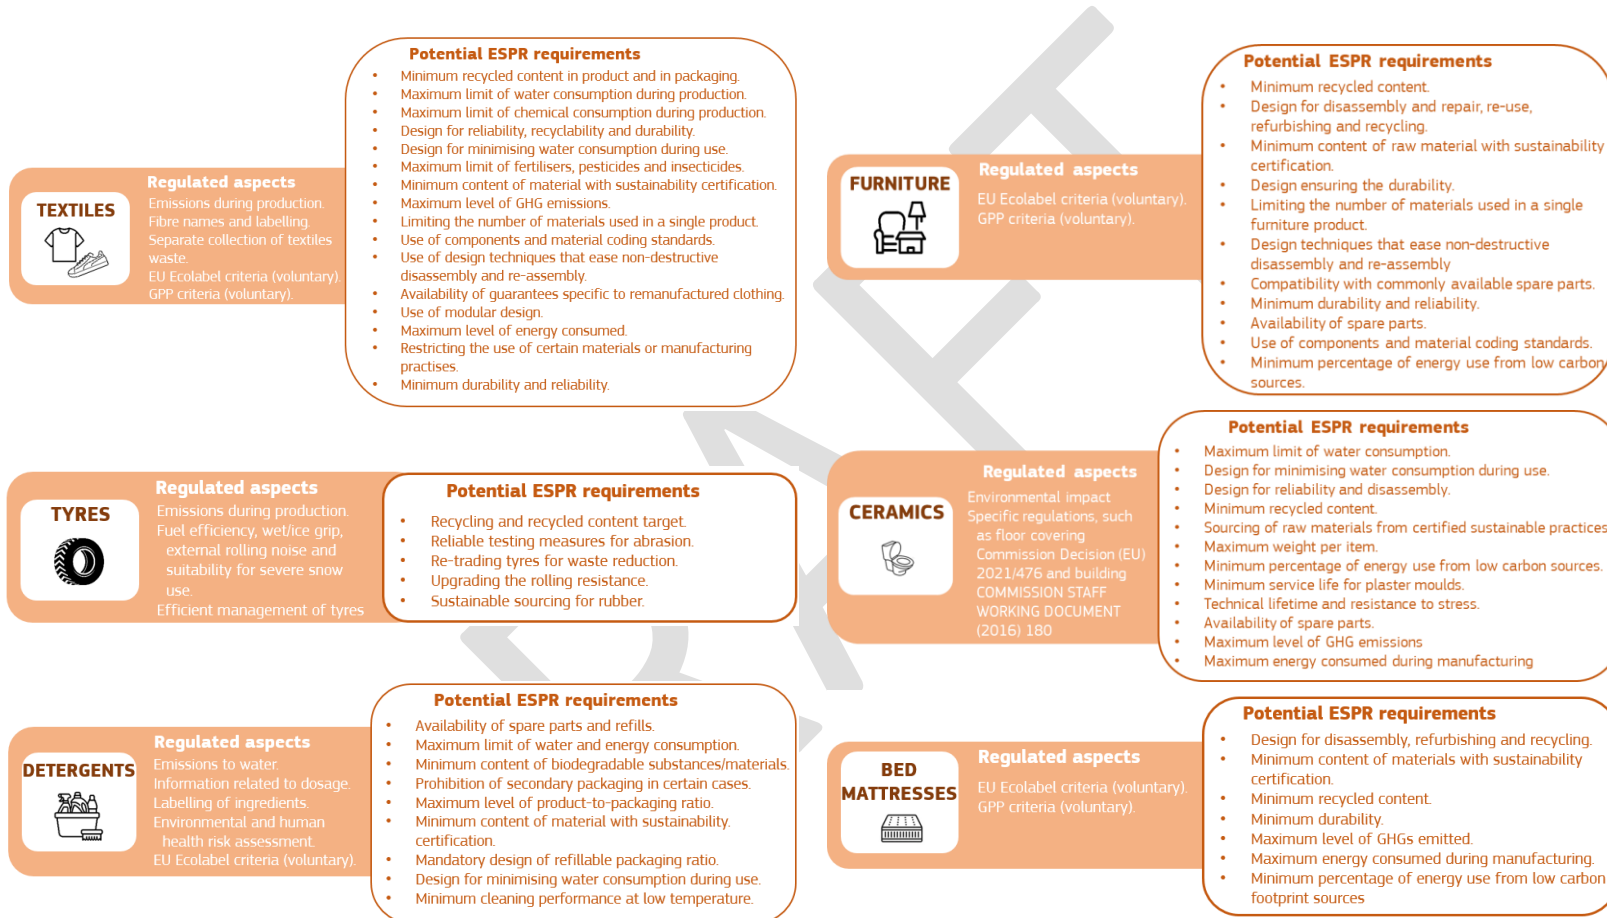 Potential ESPR requirements
• Minimum recycled content in product and in packaging.
• Maximum limit of water consumption during production.
• Maximum limit of chemical consumption during production.
• Design for reliability, recyclability and durability.
• Design for minimising water consumption during use.
• Maximum limit of fertilisers, pesticides and insecticides.
• Minimum content of material with sustainability certification.
• Maximum level of GHG emissions.
• Limiting the number of materials used in a single product.
• Use of components and material coding standards.
• Use of design techniques that ease non-destructive
disassembly and re-assembly.
• Availability of guarantees specific to remanufactured clothing.
• Use of modular design.
• Maximum level of energy consumed.
• Restricting the use of certain materials or manufacturing
practises.
• Minimum durability and reliability.
TEXTILES
Regulated aspects
Emissions during production.
Fibre names and labelling.
Separate collection of textiles
waste.
EU Ecolabel criteria (voluntary).
GPP criteria (voluntary).
FURNITURE
Regulated aspects
EU Ecolabel criteria (voluntary).
GPP criteria (voluntary).
Potential ESPR requirements
• Minimum recycled content.
• Design for disassembly and repair, re-use,
refurbishing and recycling.
• Minimum content of raw material with sustainability
certification.
• Design ensuring the durability.
• Limiting the number of materials used in a single
furniture product.
• Design techniques that ease non-destructive
disassembly and re-assembly
• Compatibility with commonly available spare parts.
• Minimum durability and reliability.
• Availability of spare parts.
• Use of components and material coding standards.
• Minimum percentage of energy use from low carbon
sources.
TYRES
Regulated aspects
Emissions during production.
Fuel efficiency, wet/ice grip,
external rolling noise and
suitability for severe snow
use.
Efficient management of tyres
Potential ESPR requirements
• Recycling and recycled content target.
• Reliable testing measures for abrasion.
• Re-trading tyres for waste reduction.
• Upgrading the rolling resistance.
• Sustainable sourcing for rubber.
CERAMICS
Regulated aspects
Environmental impact
Specific regulations, such
as floor covering
Commission Decision (EU)
2021/476 and building
COMMISSION STAFF
WORKING DOCUMENT
(2016) 180
Potential ESPR requirements
• Maximum limit of water consumption.
• Design for minimising water consumption during use.
• Design for reliability and disassembly.
• Minimum recycled content.
• Sourcing of raw materials from certified sustainable practices
• Maximum weight per item.
• Minimum percentage of energy use from low carbon sources.
• Minimum service life for plaster moulds.
• Technical lifetime and resistance to stress.
• Availability of spare parts.
• Maximum level of GHG emissions
• Maximum energy consumed during manufacturing
DETERGENTS
Regulated aspects
Emissions to water.
Information related to dosage.
Labelling of ingredients.
Environmental and human
health risk assessment.
EU Ecolabel criteria (voluntary).
Potential ESPR requirements
• Availability of spare parts and refills.
• Maximum limit of water and energy consumption.
• Minimum content of biodegradable substances/materials.
• Prohibition of secondary packaging in certain cases.
• Maximum level of product-to-packaging ratio.
• Minimum content of material with sustainability.
certification.
• Mandatory design of refillable packaging ratio.
• Design for minimising water consumption during use.
• Minimum cleaning performance at low temperature.
BED
MATTRESSES
Regulated aspects
EU Ecolabel criteria (voluntary).
GPP criteria (voluntary).
Potential ESPR requirements
• Design for disassembly, refurbishing and recycling.
• Minimum content of materials with sustainability
certification.
• Minimum recycled content.
• Minimum durability.
• Maximum level of GHGs emitted.
• Maximum energy consumed during manufacturing.
• Minimum percentage of energy use from low carbon
footprint sources